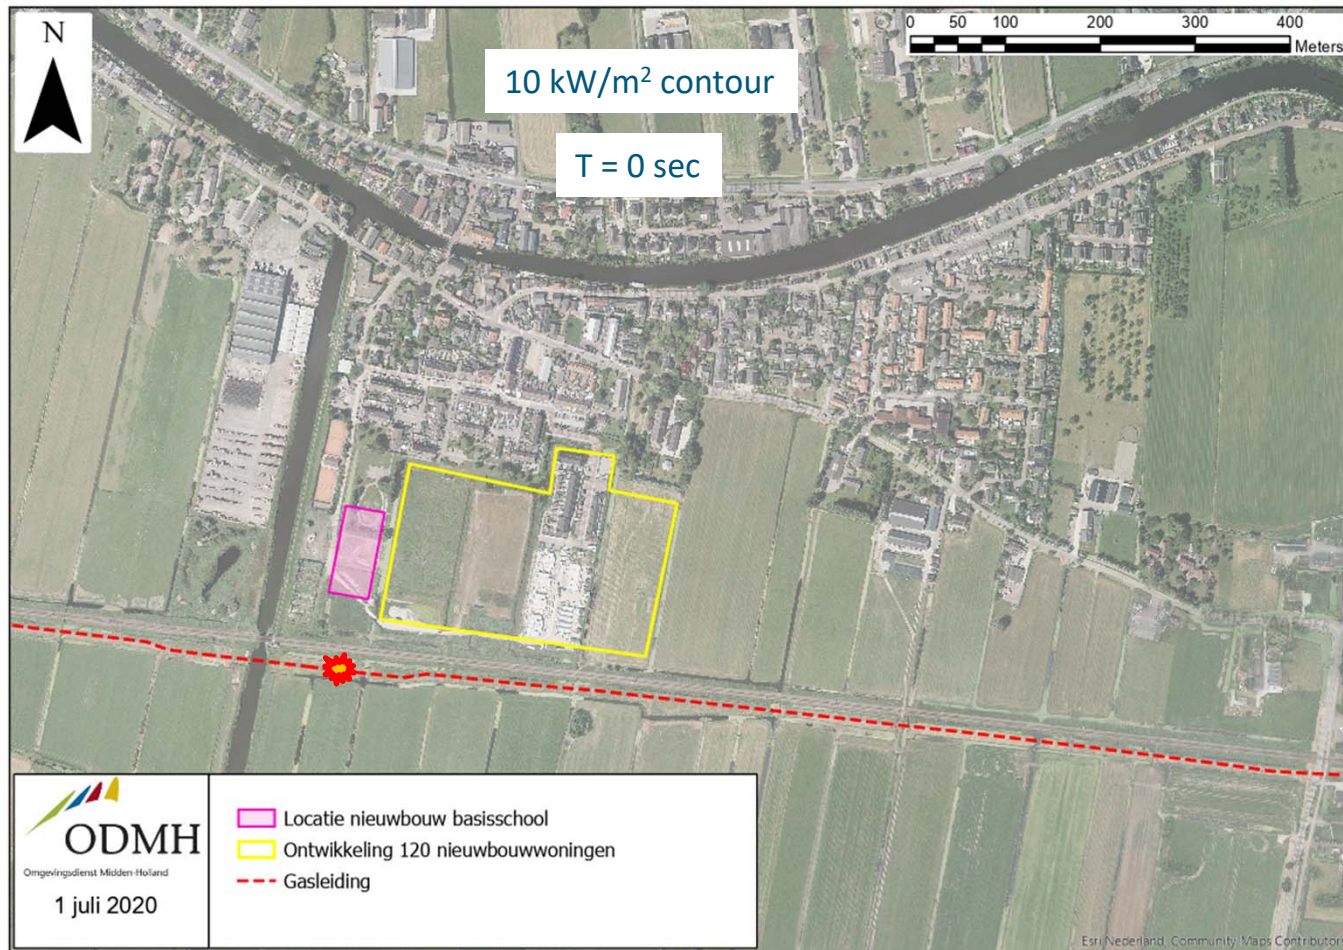 N
0 50 100 200 300 400
Meters
10 kW/m² contour
T = 0 sec
ODMH
Omgevingsdienst Midden-Holland
1 juli 2020
Locatie nieuwbouw basisschool
Ontwikkeling 120 nieuwbouwwoningen
Gasleiding
Esri Nederland, Community Maps Contributor